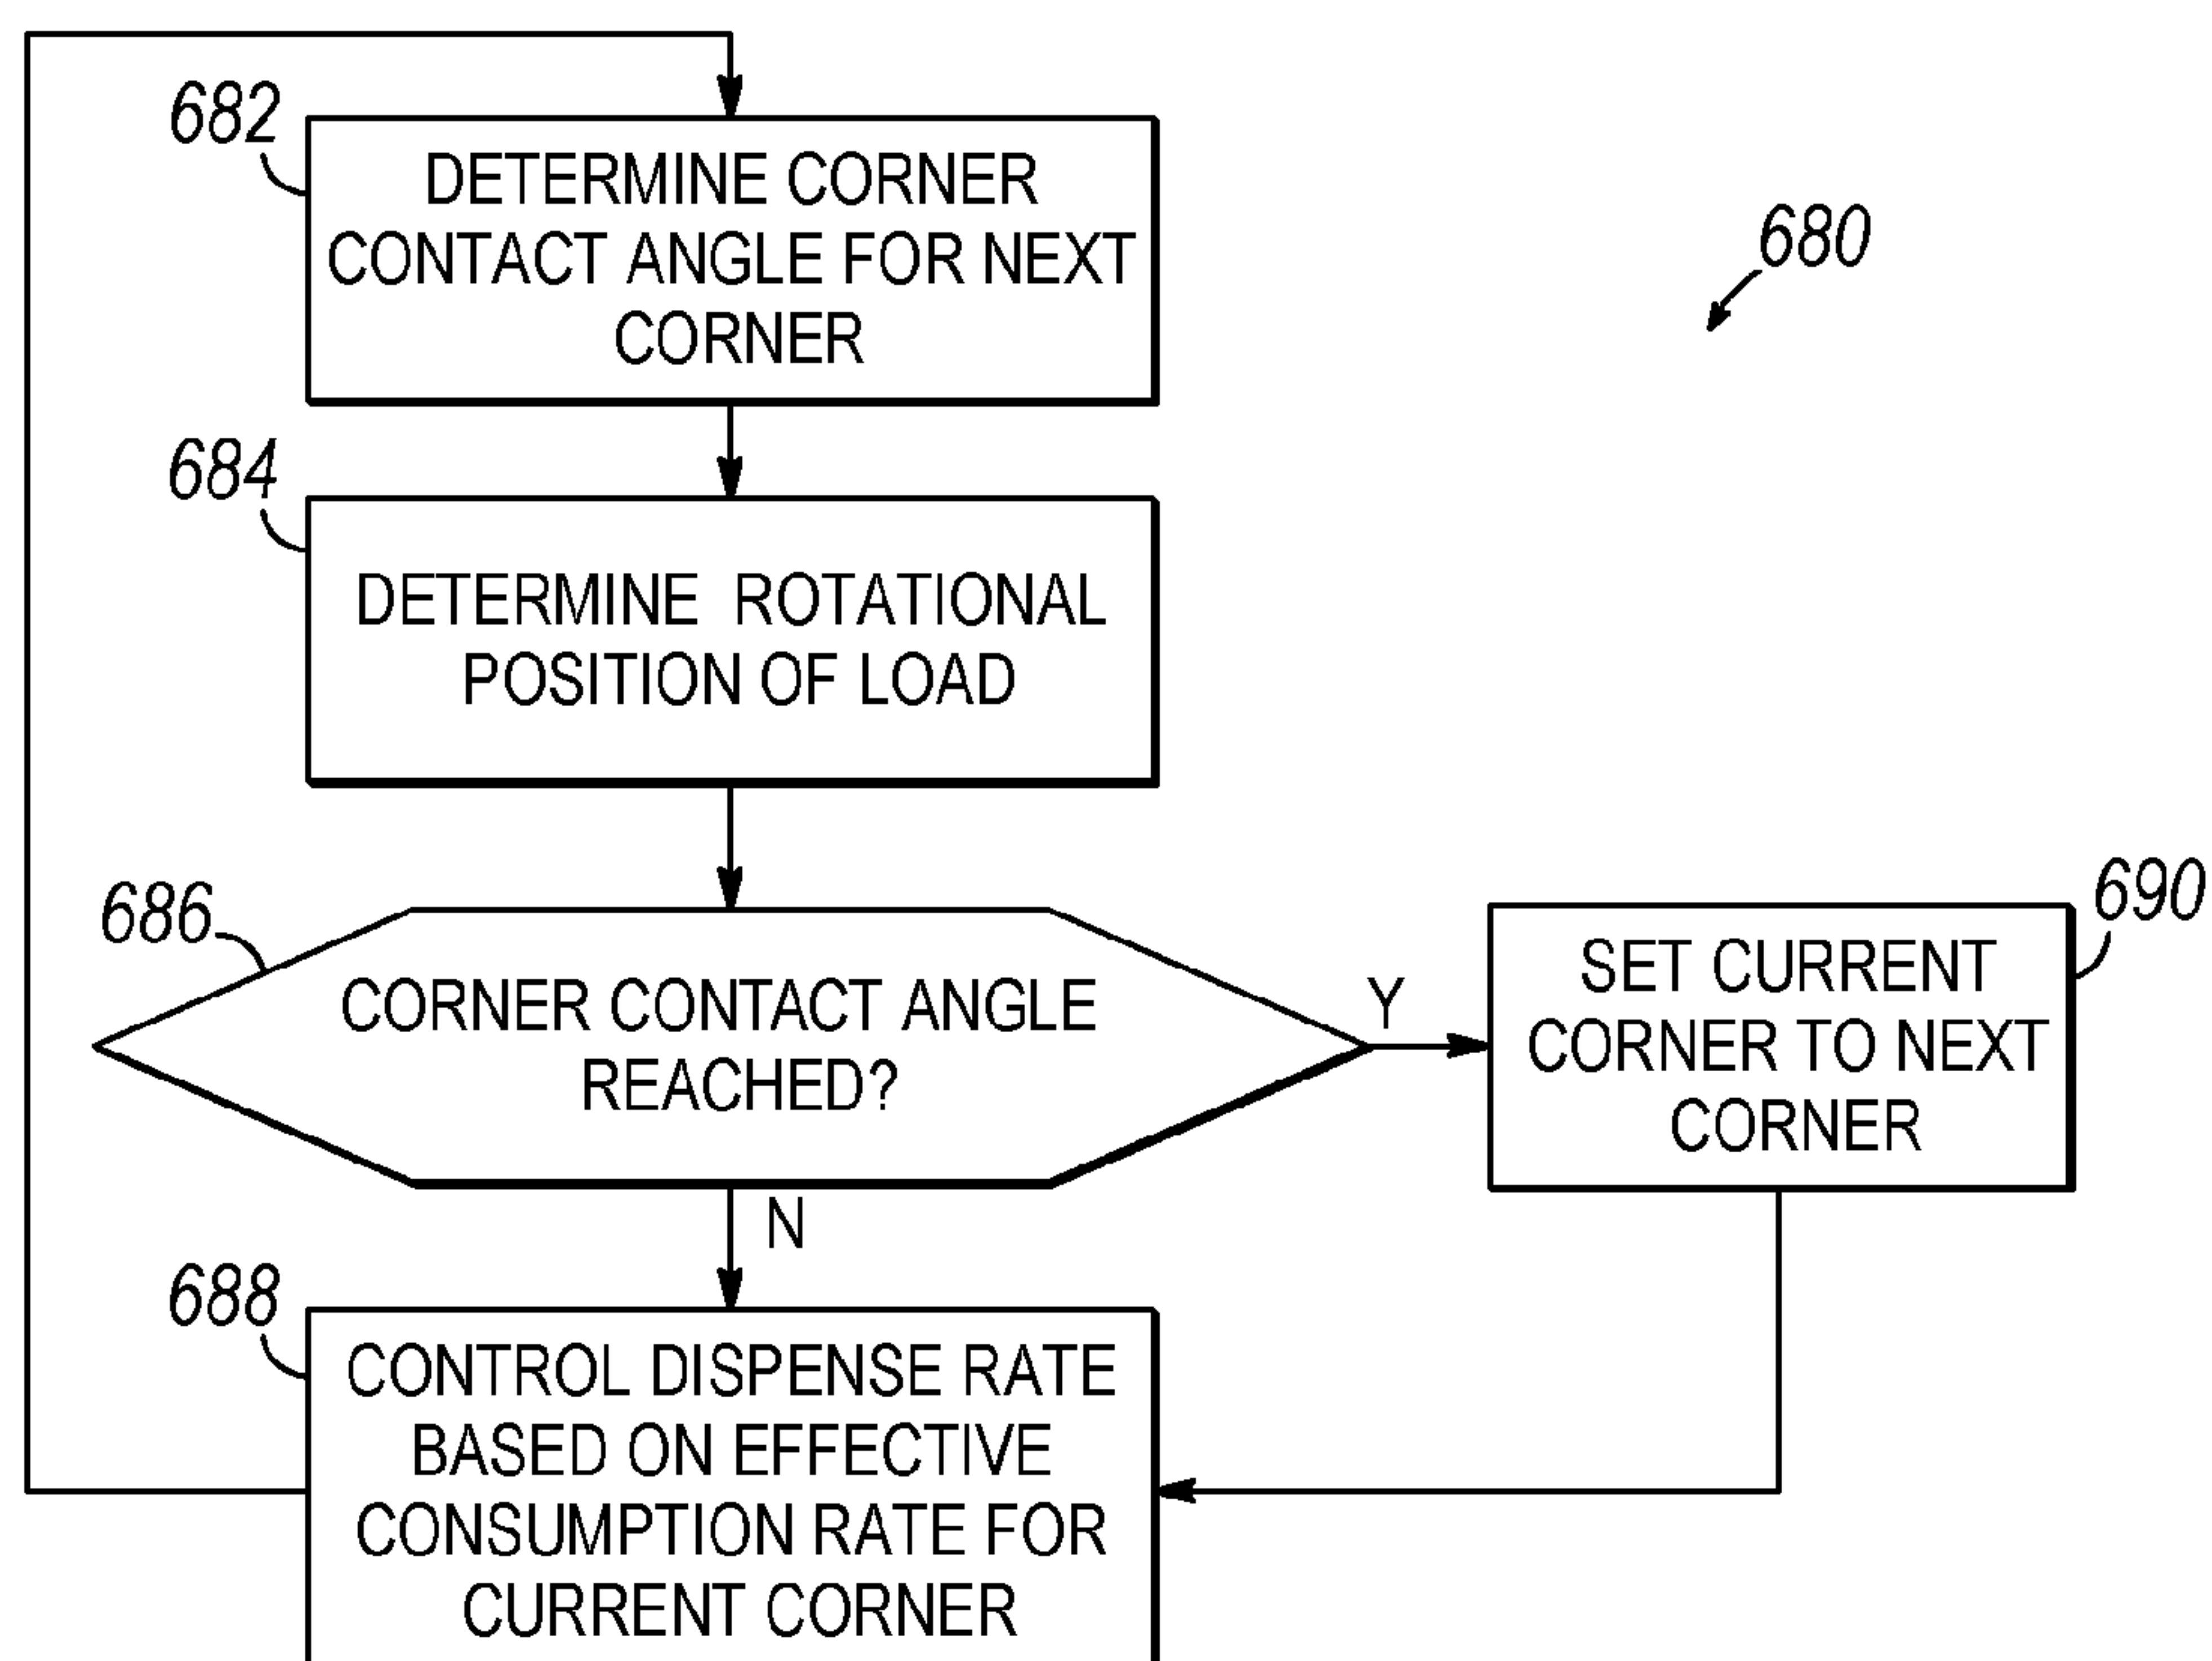 682
DETERMINE CORNER
CONTACT ANGLE FOR NEXT
CORNER
680
684
DETERMINE ROTATIONAL
POSITION OF LOAD
686
CORNER CONTACT ANGLE
REACHED?
Y
N
690
SET CURRENT
CORNER TO NEXT
CORNER
688
CONTROL DISPENSE RATE
BASED ON EFFECTIVE
CONSUMPTION RATE FOR
CURRENT CORNER